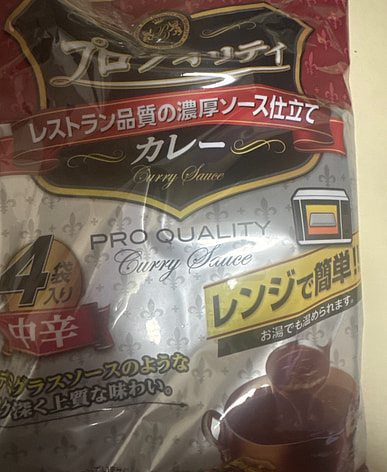 プロクオリティ
レストラン品質の濃厚ソース仕立て
カレー
Curry Sauce
PRO QUALITY
Curry Sauce
4袋入り
中辛
レンジで簡単!!
お湯でも温められます。
グラスソースのような
深く上質な味わい。